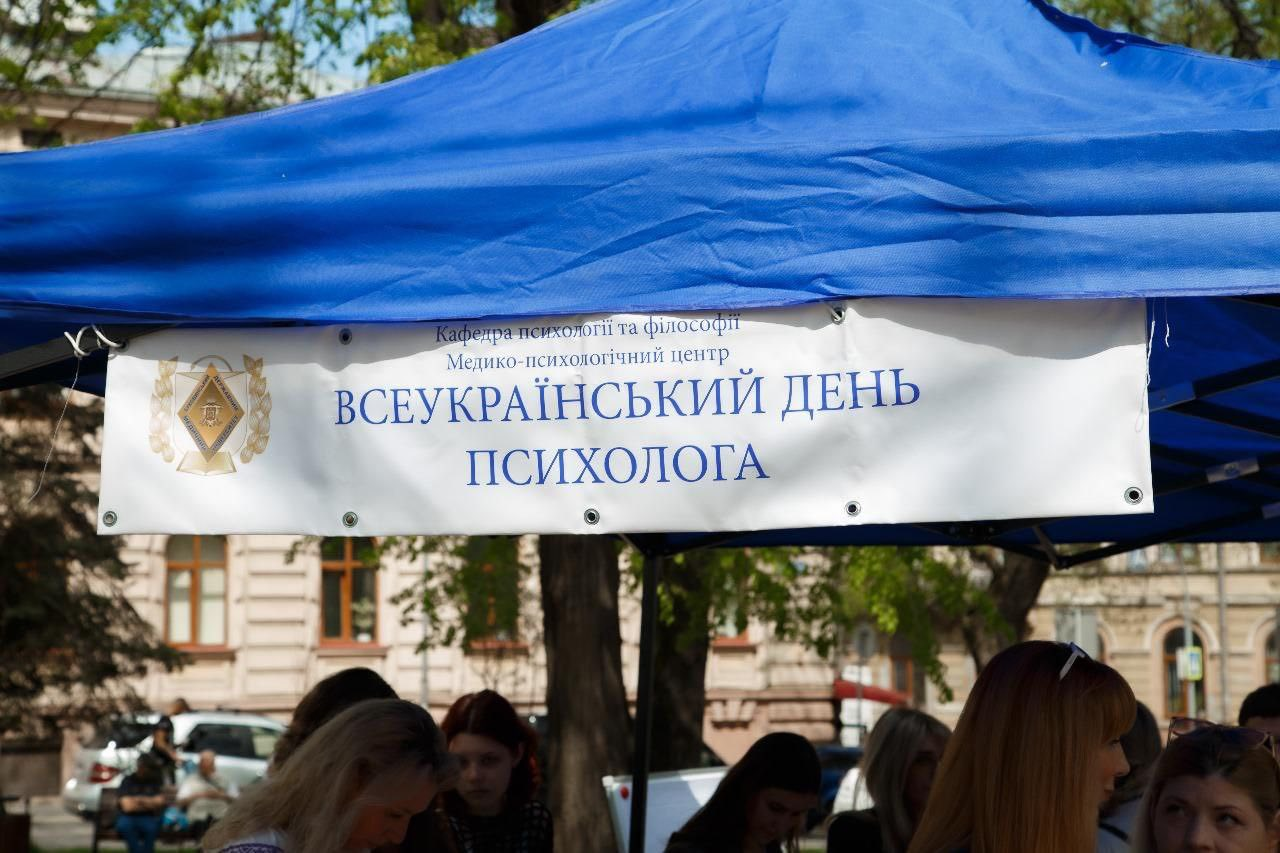 Кафедра психології та філософії
Медико-психологічний центр
ВСЕУКРАЇНСЬКИЙ ДЕНЬ
ПСИХОЛОГА